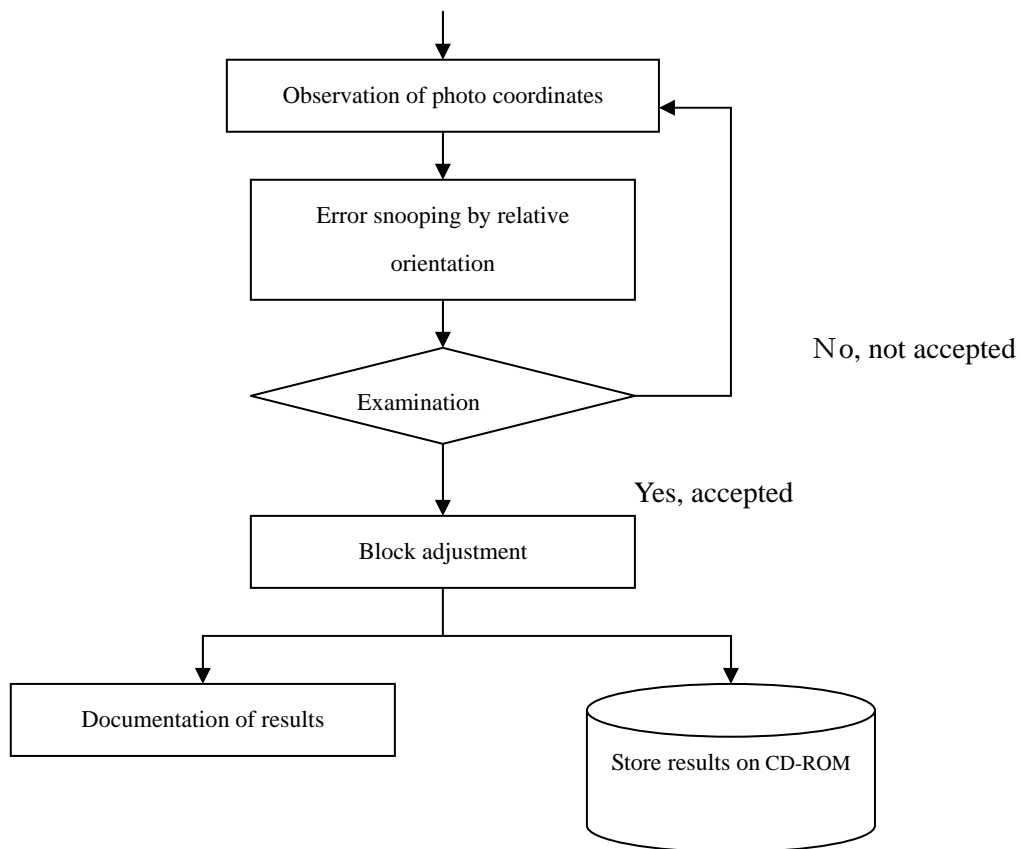 Observation of photo coordinates
Error snooping by relative
orientation
No, not accepted
Examination
Yes, accepted
Block adjustment
Documentation of results
Store results on CD-ROM